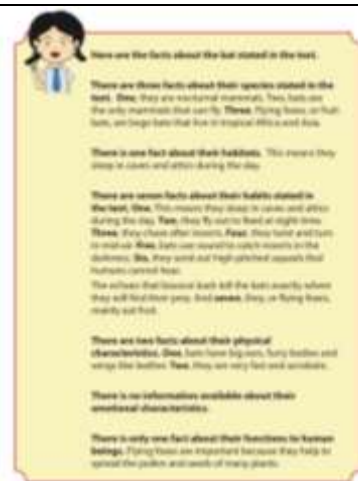 Here are the facts about the bat stated in the text.
There are three facts about their species stated in the
text. One, they are nocturnal mammals. Two, bats are
the only mammals that can fly. Three, Flying foxes, or fruit
bats, are large bats that live in tropical Africa and Asia.
There is one fact about their habitats. This means they
sleep in caves and attics during the day.
There are seven facts about their habits stated in
the text. One, This means they sleep in caves and attics
during the day. Two, they fly out to feed at night time.
Three, they chase after insects. Four, they twist and turn
in mid-air. Five, bats use sound to catch insects in the
darkness. Six, they send out high pitched squeals that
humans cannot hear.
The echoes that bounce back tell the bats exactly where
they will find their prey. And seven, they, or flying foxes,
mainly eat fruit.
There are two facts about their physical
characteristics. One, bats have big ears, furry bodies and
wings like leather. Two, they are very fast and acrobatic.
There is no information available about their
emotional characteristics.
There is only one fact about their functions to human
beings. Flying foxes are important because they help to
spread the pollen and seeds of many plants.